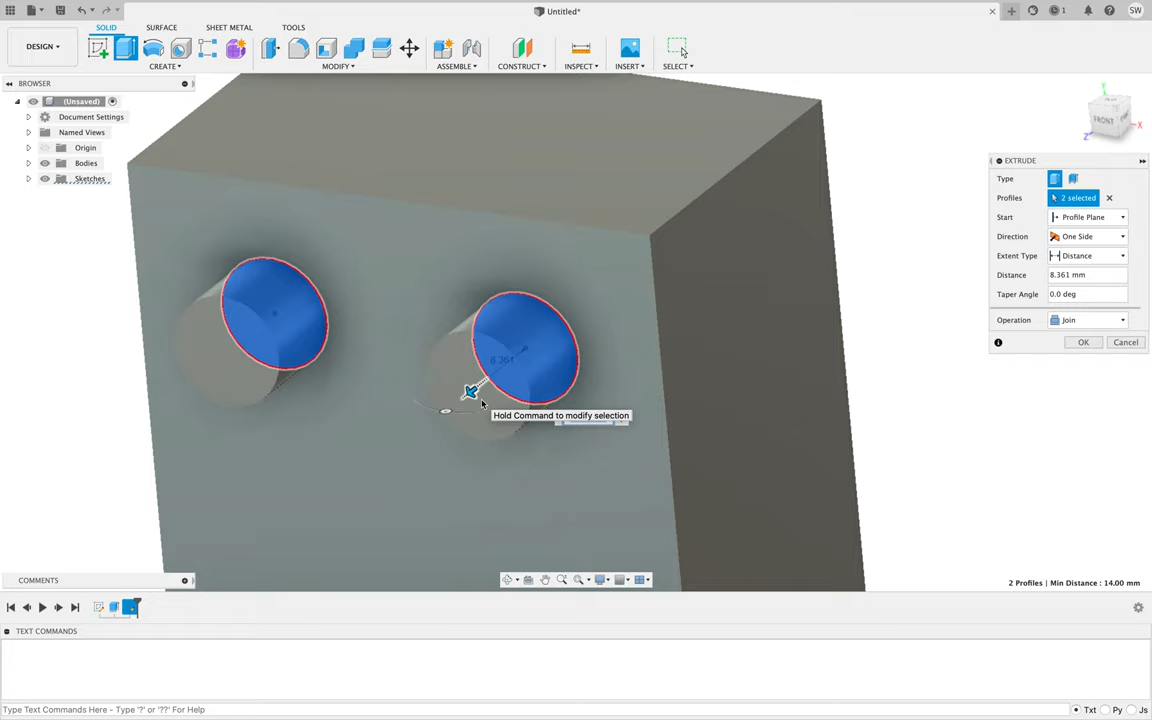 Untitled*
1
SW
DESIGN
SOLID
SURFACE
SHEET METAL
TOOLS
CREATE
MODIFY
ASSEMBLE
CONSTRUCT
INSPECT
INSERT
SELECT
BROWSER
(Unsaved)
Document Settings
Named Views
Origin
Bodies
Sketches
FRONT
Y
X
Z
EXTRUDE
Type
Profiles
2 selected
Start
Profile Plane
Direction
One Side
Extent Type
Distance
Distance
8.361 mm
Taper Angle
0.0 deg
Operation
Join
OK
Cancel
8.361
Hold Command to modify selection
COMMENTS
2 Profiles | Min Distance : 14.00 mm
TEXT COMMANDS
Type Text Commands Here - Type '?' or '??' For Help
Txt
Py
Js